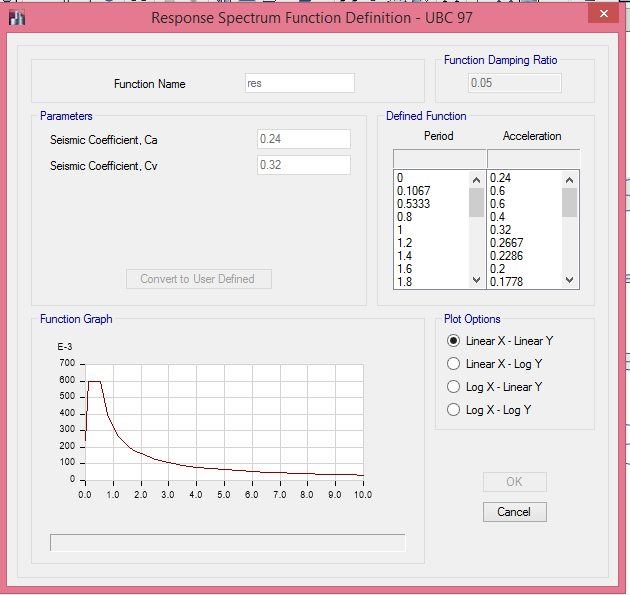 Response Spectrum Function Definition - UBC 97
Function Name
res
Function Damping Ratio
0.05
Parameters
Seismic Coefficient, Ca
0.24
Seismic Coefficient, Cv
0.32
Convert to User Defined
Defined Function
Period Acceleration
0 0.24
0.1067 0.6
0.5333 0.6
0.8 0.4
1 0.32
1.2 0.2667
1.4 0.2286
1.6 0.2
1.8 0.1778
Function Graph
E-3
700
600
500
400
300
200
100
0
0.0 1.0 2.0 3.0 4.0 5.0 6.0 7.0 8.0 9.0 10.0
Plot Options
Linear X - Linear Y
Linear X - Log Y
Log X - Linear Y
Log X - Log Y
OK
Cancel